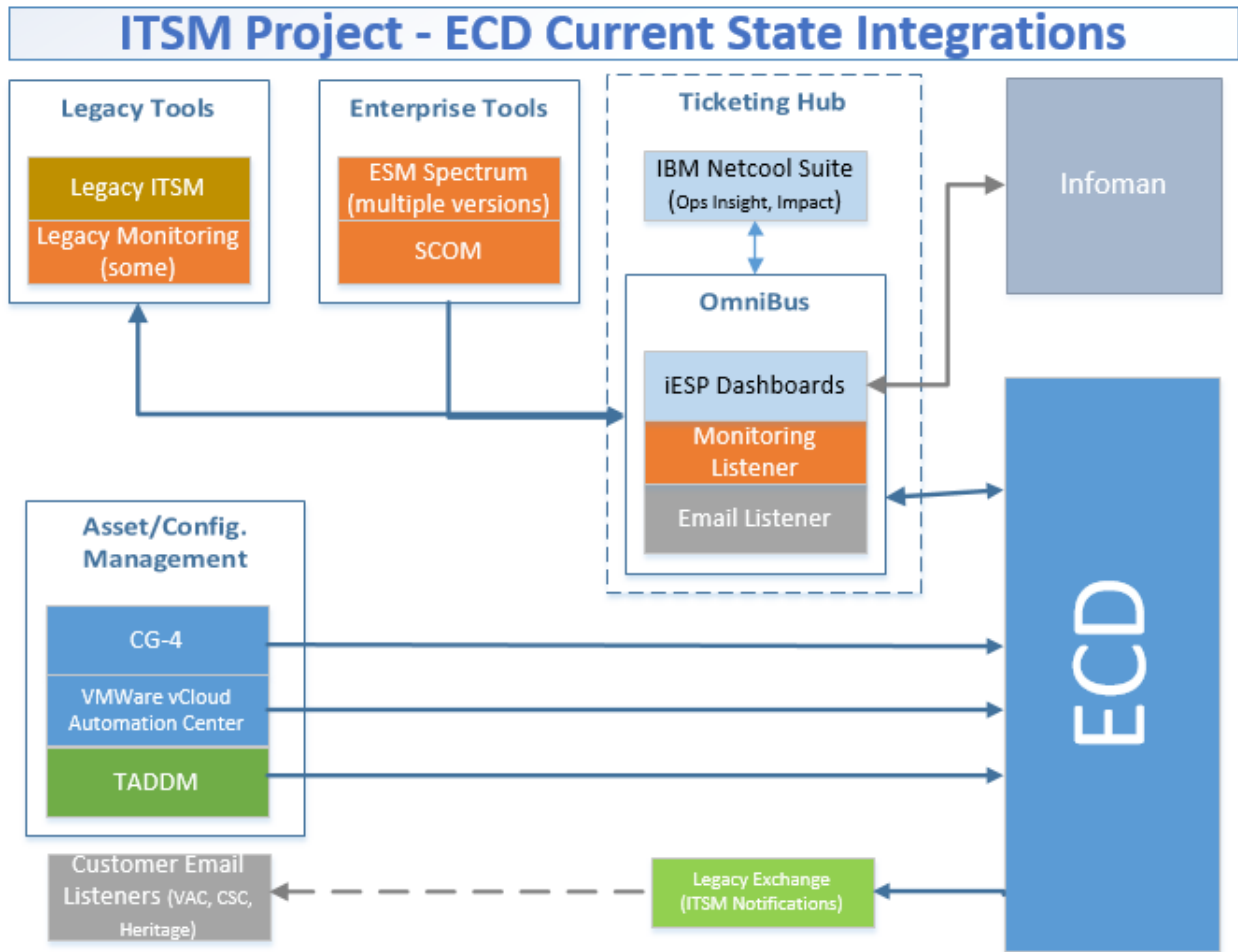 ITSM Project - ECD Current State Integrations
Legacy Tools
Legacy ITSM
Legacy Monitoring
(some)
Enterprise Tools
ESM Spectrum
(multiple versions)
SCOM
Ticketing Hub
IBM Netcool Suite
(Ops Insight, Impact)
OmniBus
iESP Dashboards
Monitoring
Listener
Email Listener
Infoman
Asset/Config.
Management
CG-4
VMWare vCloud
Automation Center
TADDM
ECD
Customer Email
Listeners (VAC, CSC,
Heritage)
Legacy Exchange
(ITSM Notifications)